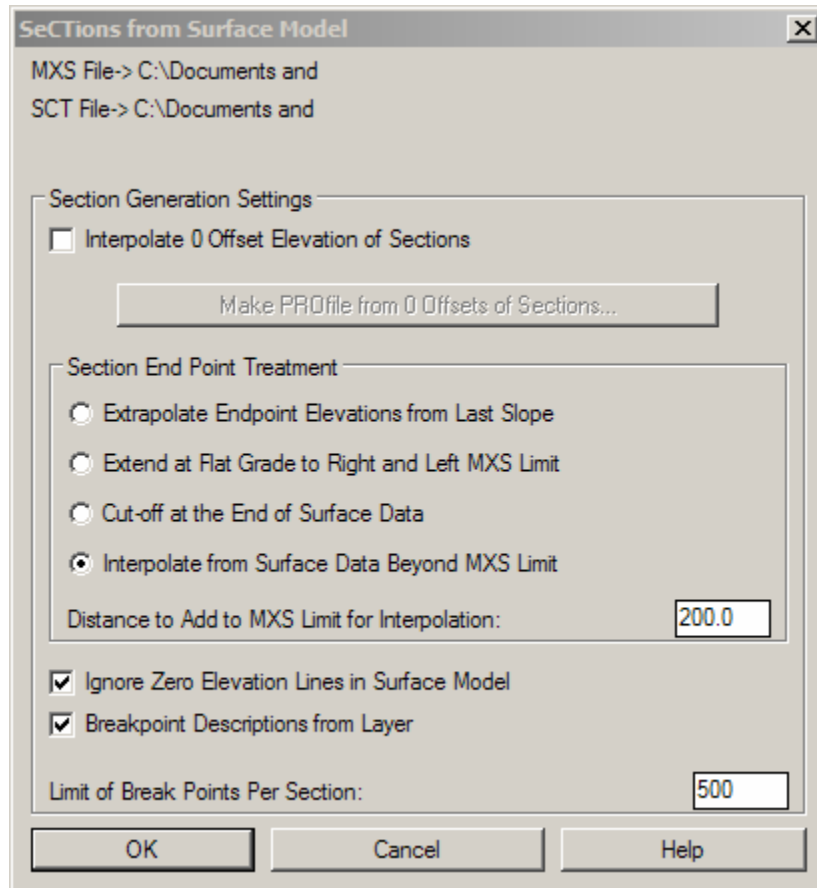 SeCTions from Surface Model
MXS File-> C:\Documents and
SCT File-> C:\Documents and
Section Generation Settings
Interpolate 0 Offset Elevation of Sections
Make PROfile from 0 Offsets of Sections...
Section End Point Treatment
Extrapolate Endpoint Elevations from Last Slope
Extend at Flat Grade to Right and Left MXS Limit
Cut-off at the End of Surface Data
Interpolate from Surface Data Beyond MXS Limit
Distance to Add to MXS Limit for Interpolation: 200.0
Ignore Zero Elevation Lines in Surface Model
Breakpoint Descriptions from Layer
Limit of Break Points Per Section: 500
OK Cancel Help